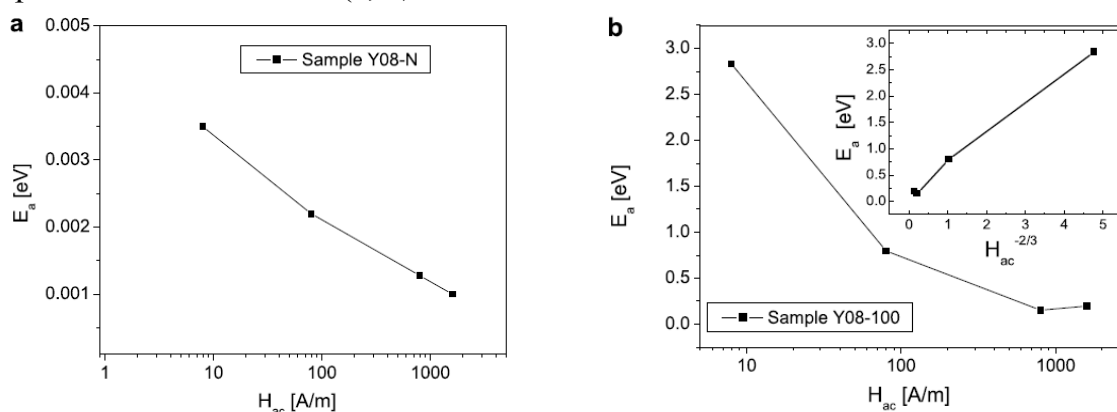 a
0.005
0.004
0.003
0.002
0.001
E_a [eV]
Sample Y08-N
1 10 100 1000
H_ac [A/m]
b
3.0
2.5
2.0
1.5
1.0
0.5
0.0
E_a [eV]
Sample Y08-100
10 100 1000
H_ac [A/m]
3.0
2.5
2.0
1.5
1.0
0.5
0.0
E_a [eV]
0 1 2 3 4 5
H_ac^-2/3